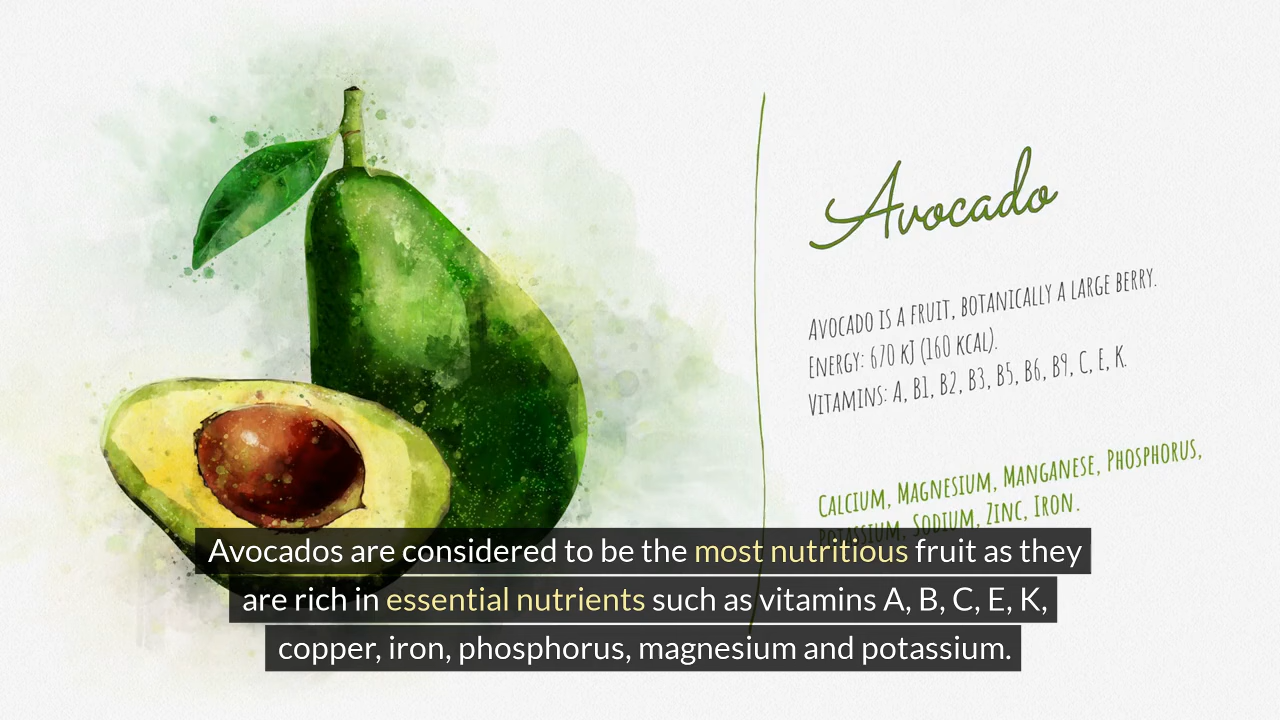 Avocado
Avocado is a fruit, botanically a large berry.
Energy: 670 kJ (160 kcal).
Vitamins: A, B1, B2, B3, B5, B6, B9, C, E, K.
Calcium, Magnesium, Manganese, Phosphorus,
Potassium, Sodium, Zinc, Iron.
Avocados are considered to be the most nutritious fruit as they
are rich in essential nutrients such as vitamins A, B, C, E, K,
copper, iron, phosphorus, magnesium and potassium.